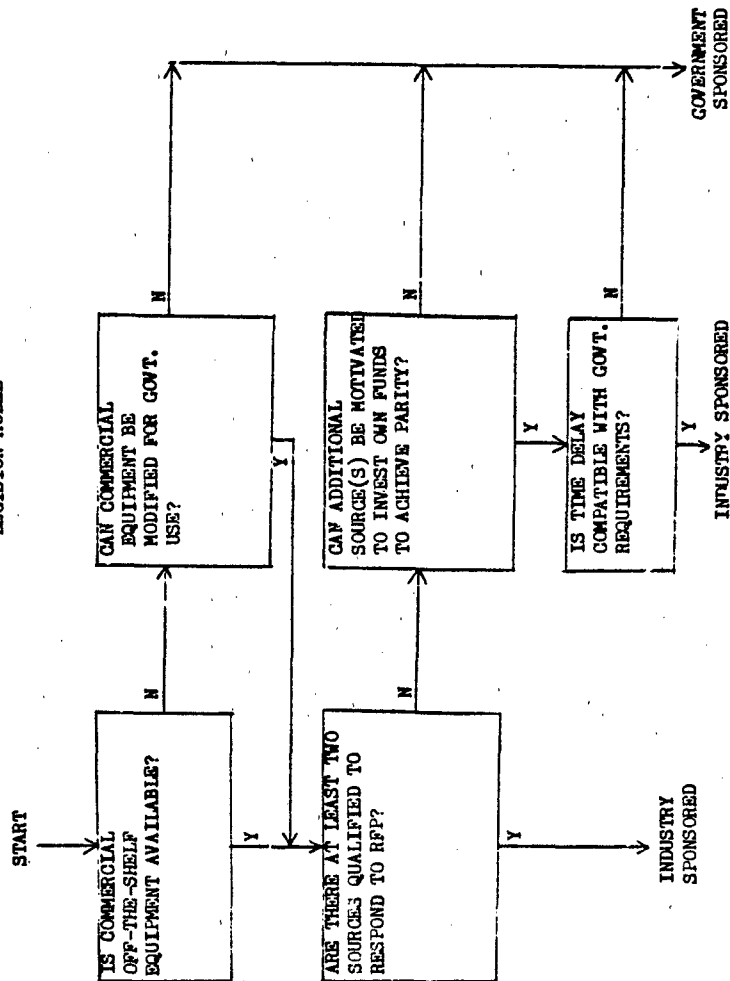 START
IS COMMERCIAL
OFF-THE-SHELF
EQUIPMENT AVAILABLE?
N
Y
CAN COMMERCIAL
EQUIPMENT BE
MODIFIED FOR GOVT.
USE?
N
Y
ARE THERE AT LEAST TWO
SOURCES QUALIFIED TO
RESPOND TO RFP?
N
Y
INDUSTRY
SPONSORED
CAN ADDITIONAL
SOURCE(S) BE MOTIVATED
TO INVEST OWN FUNDS
TO ACHIEVE PARITY?
N
Y
IS TIME DELAY
COMPATIBLE WITH GOVT.
REQUIREMENTS?
N
Y
INDUSTRY SPONSORED
GOVERNMENT
SPONSORED